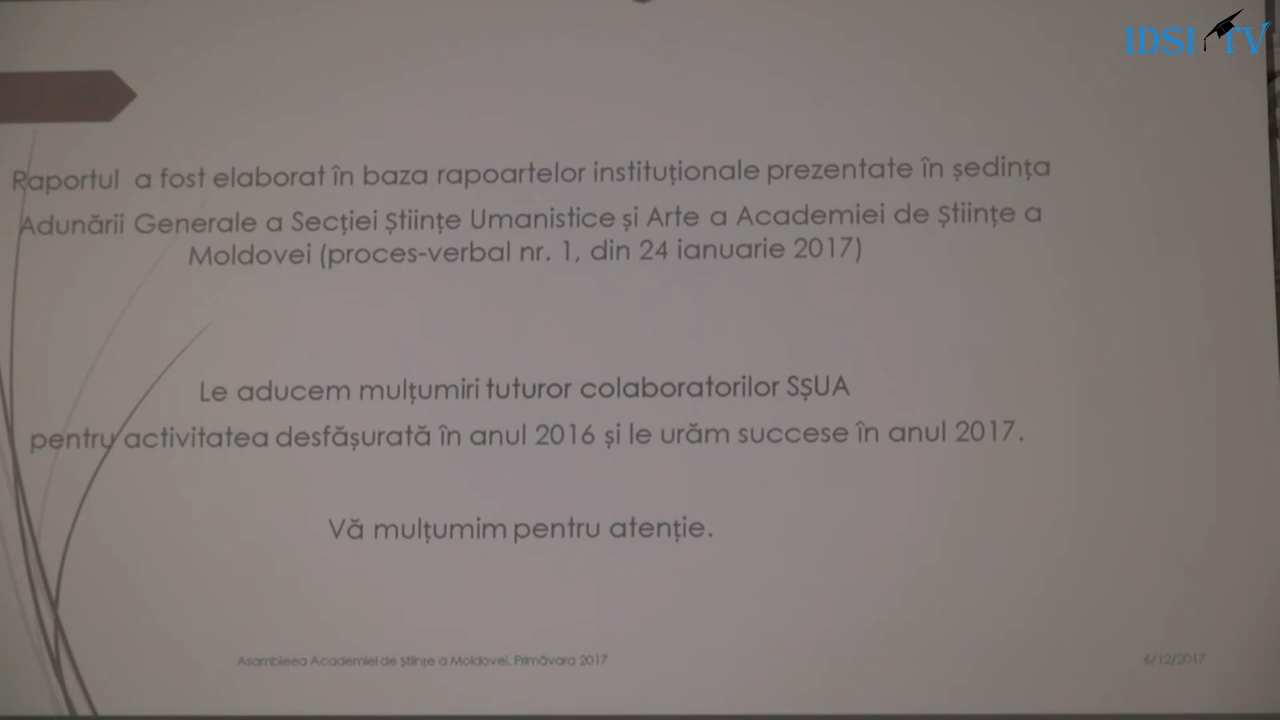 IDSI TV
Raportul a fost elaborat în baza rapoartelor instituționale prezentate în ședința
Adunării Generale a Secției Științe Umanistice și Arte a Academiei de Științe a
Moldovei (proces-verbal nr. 1, din 24 ianuarie 2017)
Le aducem mulțumiri tuturor colaboratorilor SȘUA
pentru activitatea desfășurată în anul 2016 și le urăm succese în anul 2017.
Vă mulțumim pentru atenție.
Asambleea Academiei de Științe a Moldovei. Primăvara 2017
6/12/2017